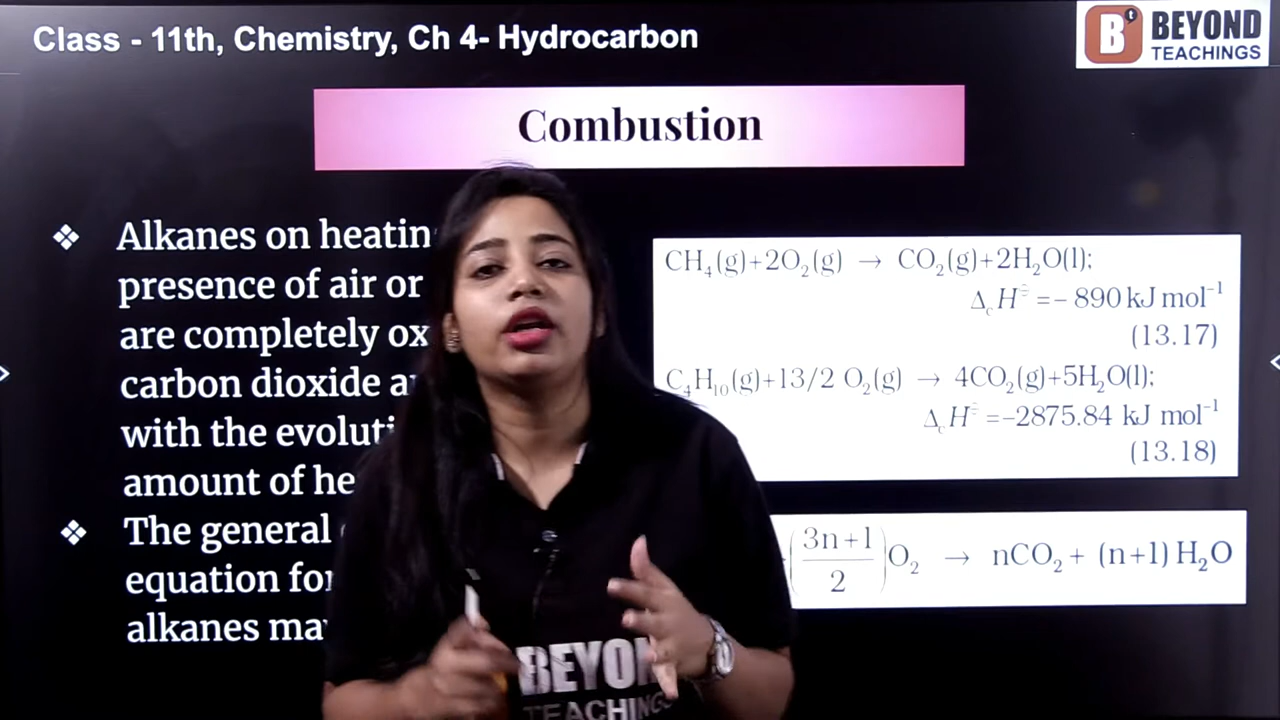 Class - 11th, Chemistry, Ch 4- Hydrocarbon
B t BEYOND
TEACHINGS
Combustion
❖ Alkanes on heatin
presence of air or
are completely ox
carbon dioxide a
with the evoluti
amount of he
❖ The general
equation for
alkanes ma
CH₄(g)+2O₂(g) → CO₂(g)+2H₂O(l);
Δ꜀H⊖ =− 890 kJ mol⁻¹
(13.17)
C₄H₁₀(g)+13/2 O₂(g) → 4CO₂(g)+5H₂O(l);
Δ꜀H⊖ =−2875.84 kJ mol⁻¹
(13.18)
(3n+1/2)O₂ → nCO₂ + (n+1) H₂O
BEYON
TEACHINGS